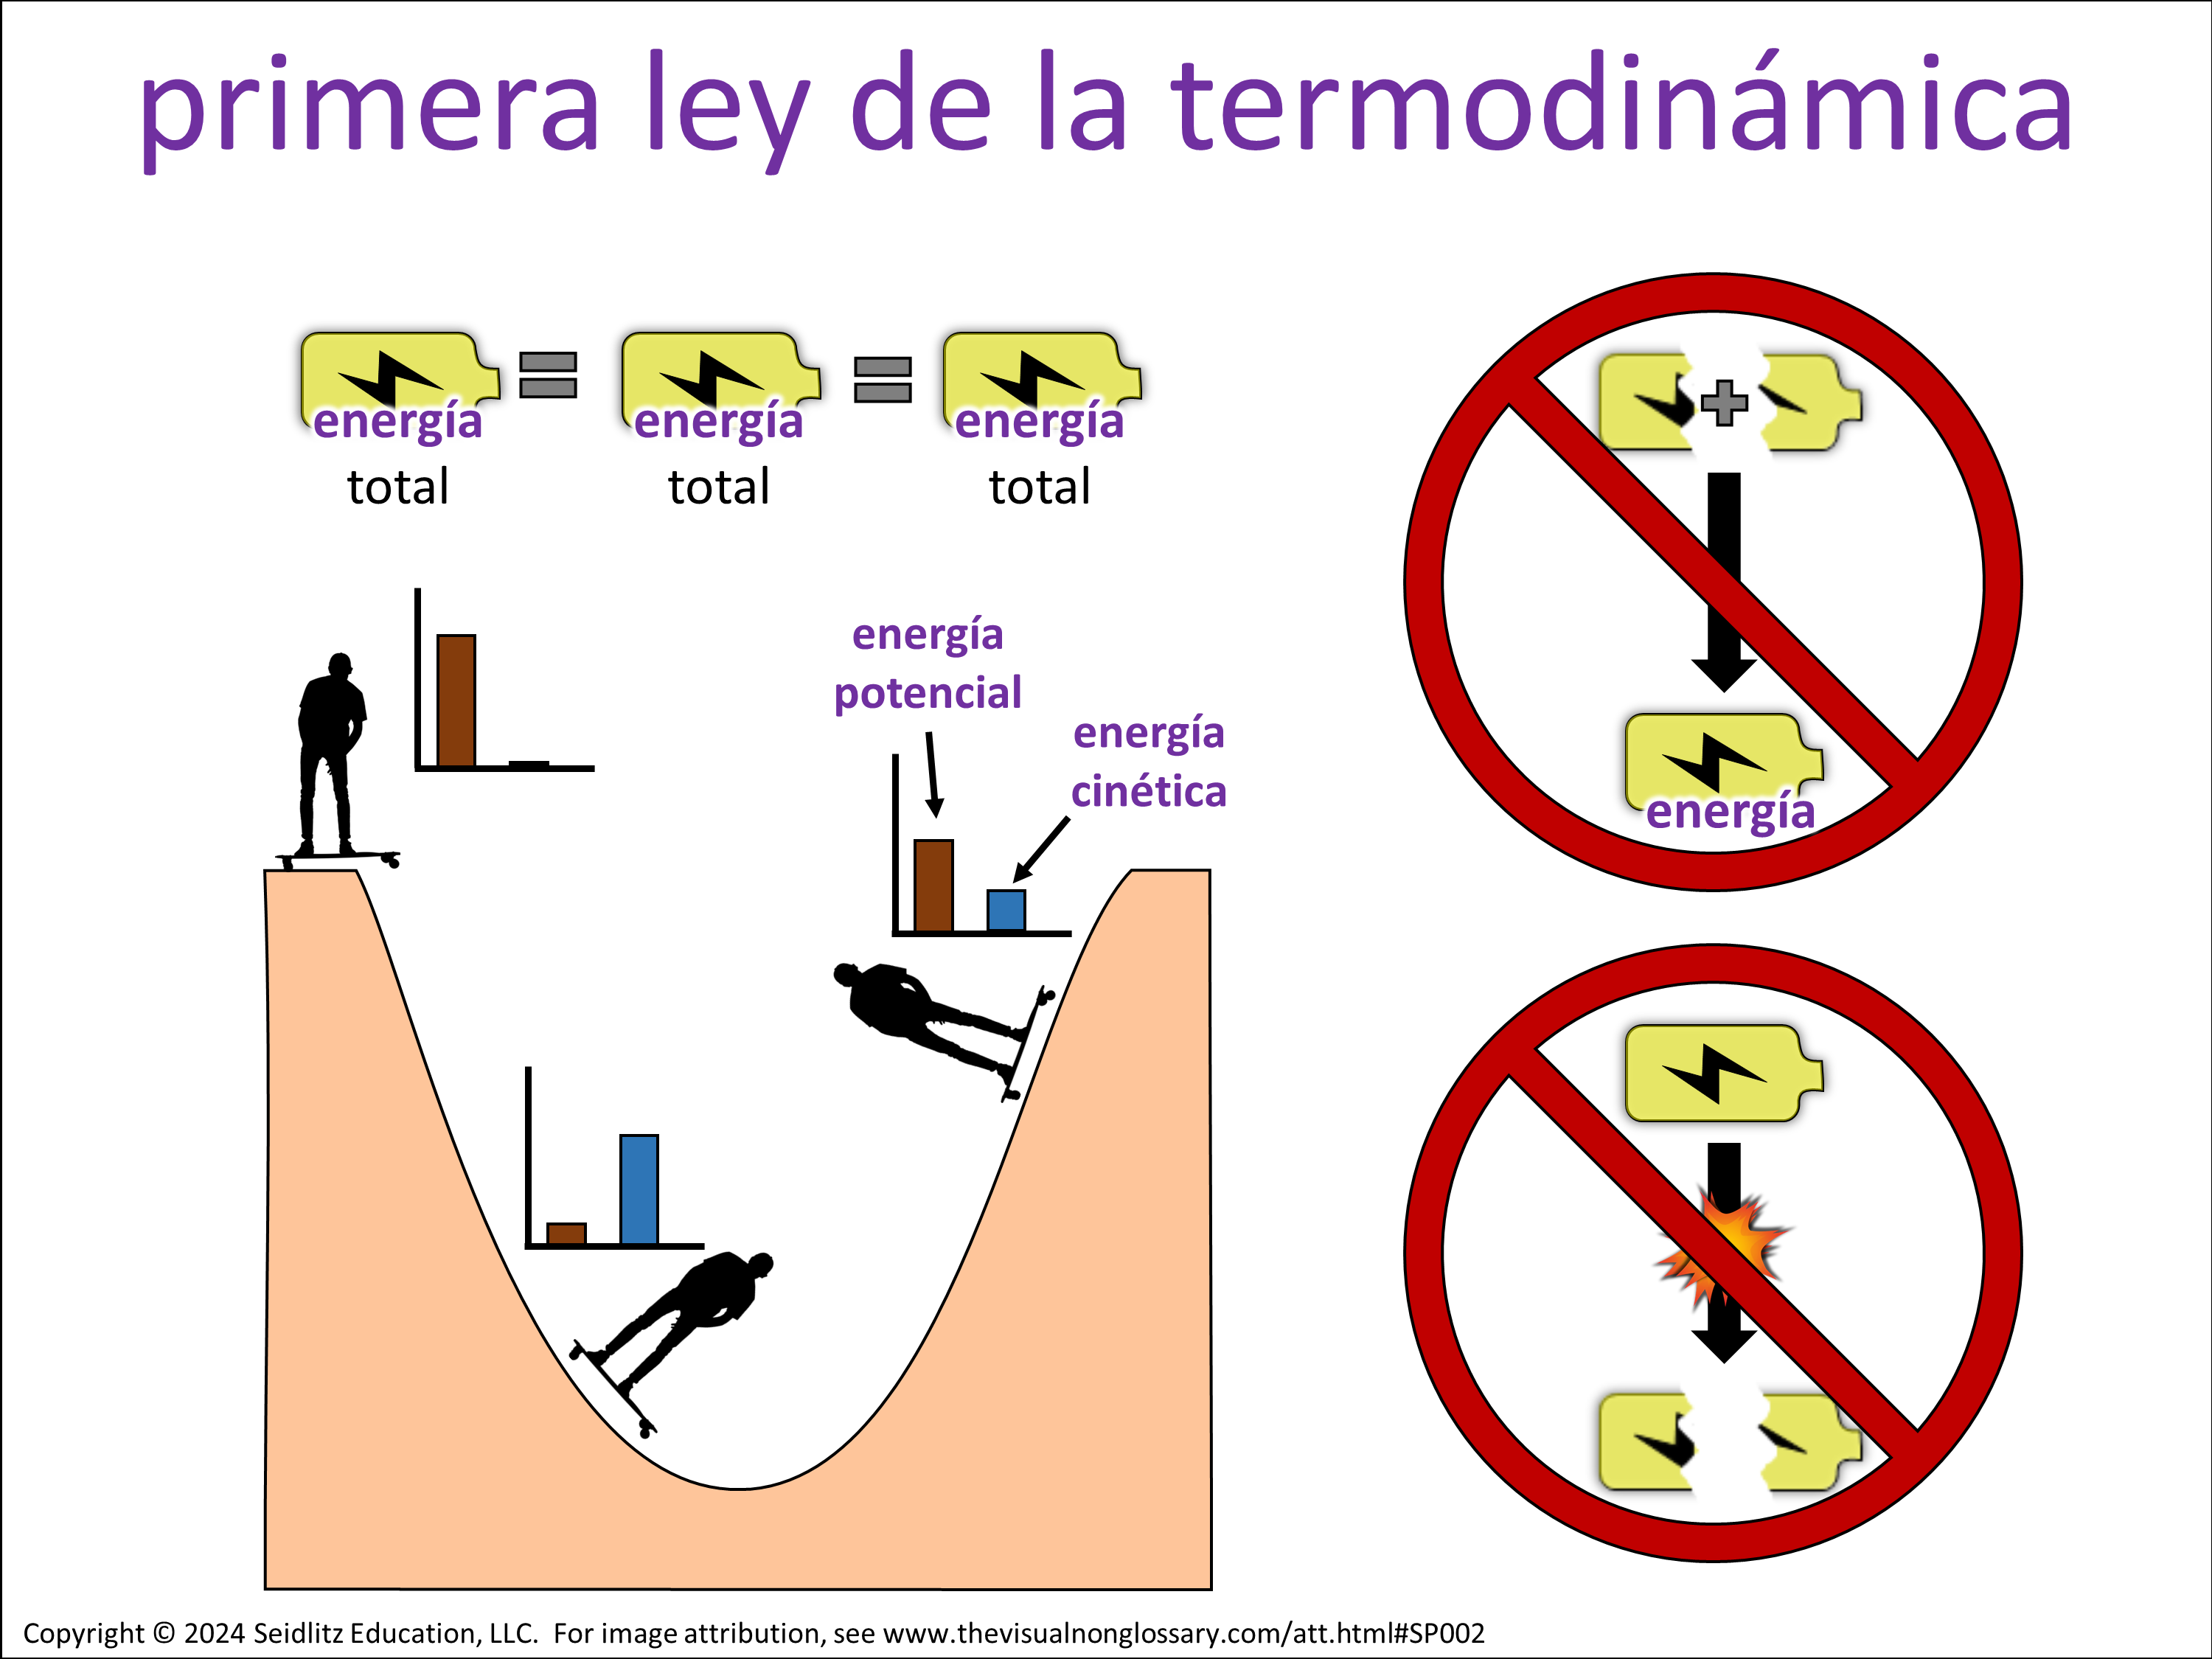 primera ley de la termodinámica
energía
total
energía
total
energía
total
energía
potencial
energía
cinética
energía
Copyright © 2024 Seidlitz Education, LLC.  For image attribution, see www.thevisualnonglossary.com/att.html#SP002